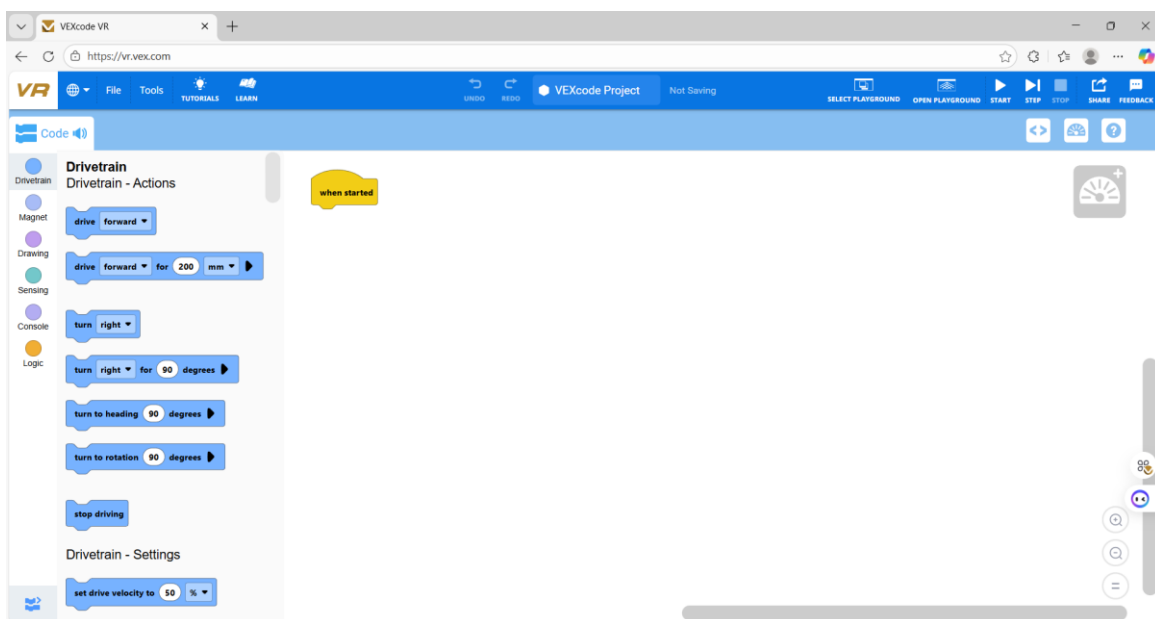 VEXcode VR
https://vr.vex.com
VR File Tools TUTORIALS LEARN UNDO REDO VEXcode Project Not Saving SELECT PLAYGROUND OPEN PLAYGROUND START STEP STOP SHARE FEEDBACK
Code
Drivetrain
Magnet
Drawing
Sensing
Console
Logic
Drivetrain
Drivetrain - Actions
drive forward
drive forward for 200 mm
turn right
turn right for 90 degrees
turn to heading 90 degrees
turn to rotation 90 degrees
stop driving
Drivetrain - Settings
set drive velocity to 50 %
when started